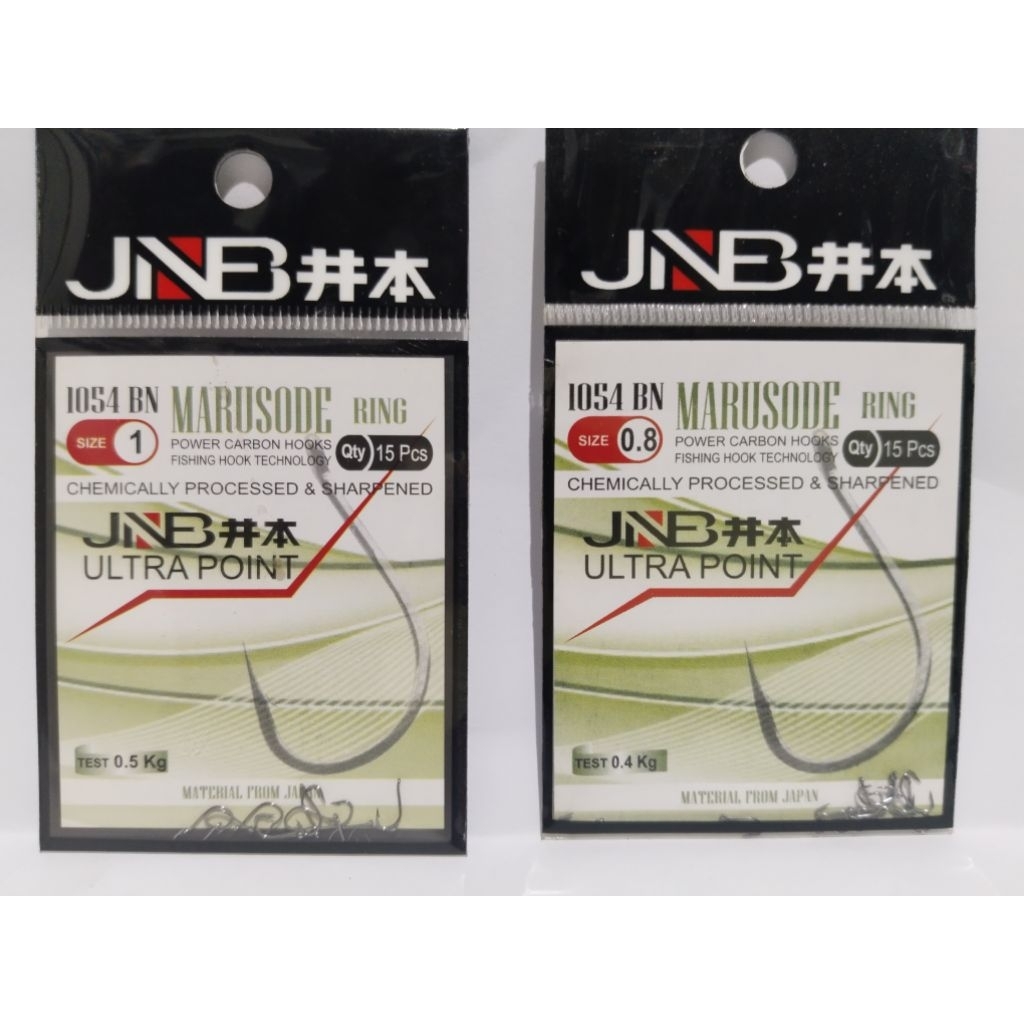 JNB井本
1054 BN MARUSODE RING
SIZE 1
POWER CARBON HOOKS
FISHING HOOK TECHNOLOGY
Qty 15 Pcs
CHEMICALLY PROCESSED & SHARPENED
JNB井本
ULTRA POINT
TEST 0.5 Kg
MATERIAL FROM JAPAN
JNB井本
1054 BN MARUSODE RING
SIZE 0.8
POWER CARBON HOOKS
FISHING HOOK TECHNOLOGY
Qty 15 Pcs
CHEMICALLY PROCESSED & SHARPENED
JNB井本
ULTRA POINT
TEST 0.4 Kg
MATERIAL FROM JAPAN